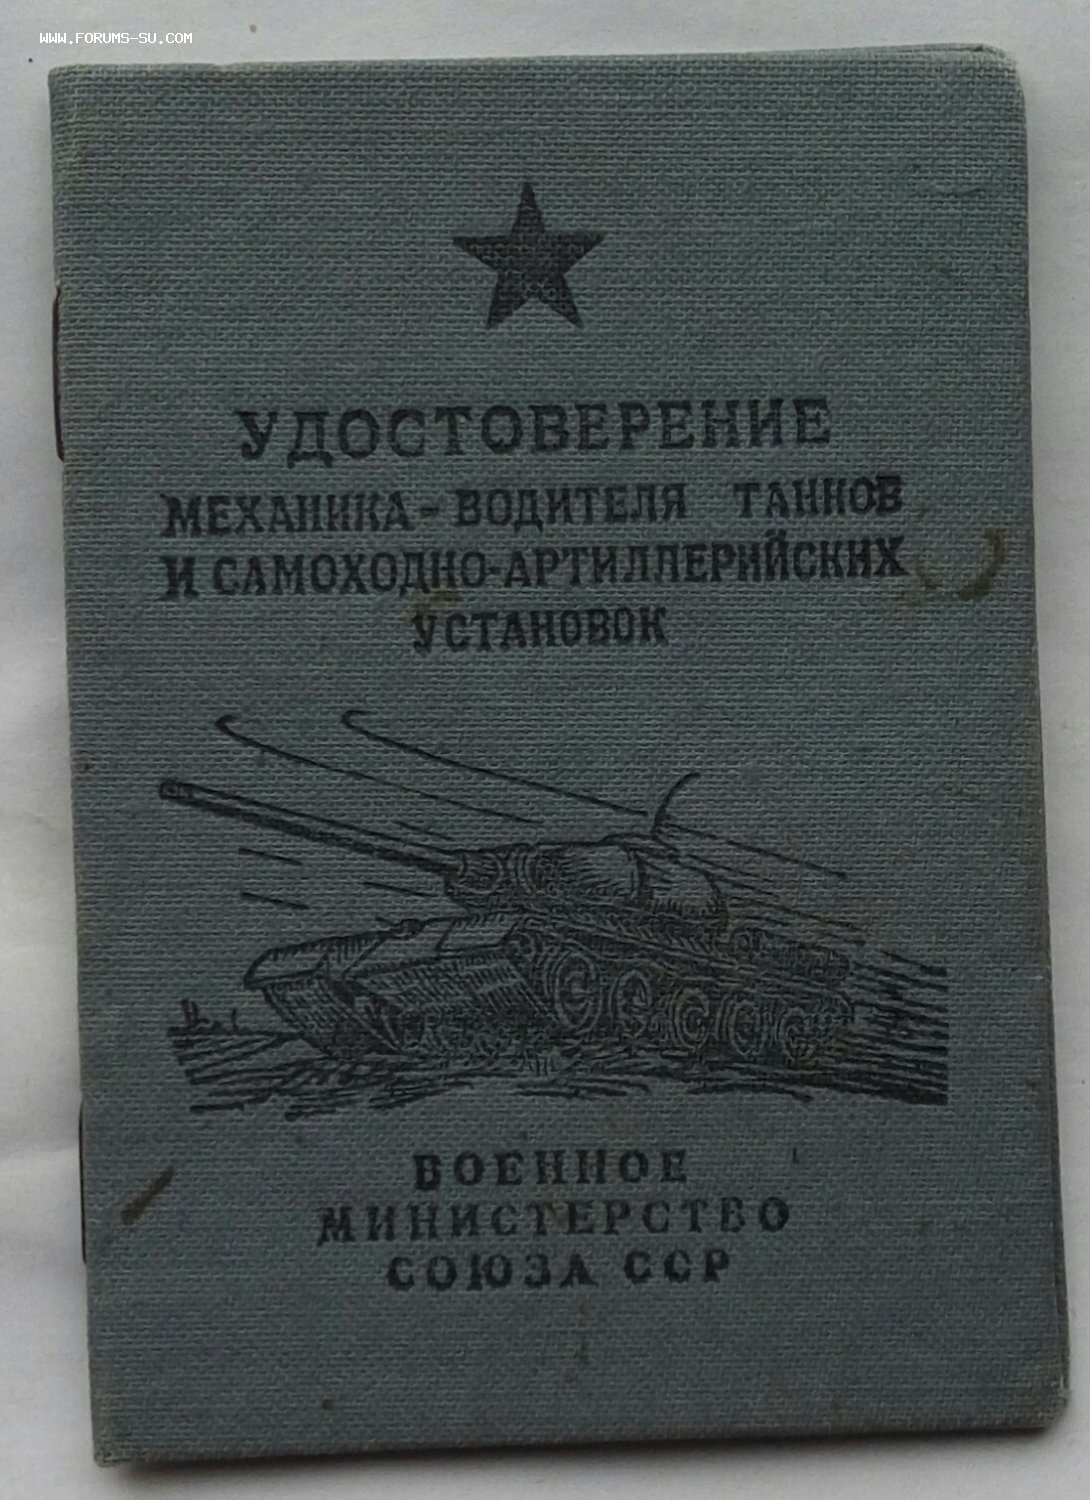 WWW.FORUMS-SU.COM
УДОСТОВЕРЕНИЕ
МЕХАНИКА-ВОДИТЕЛЯ ТАНКОВ
И САМОХОДНО-АРТИЛЛЕРИЙСКИХ
УСТАНОВОК
ВОЕННОЕ
МИНИСТЕРСТВО
СОЮЗА ССР